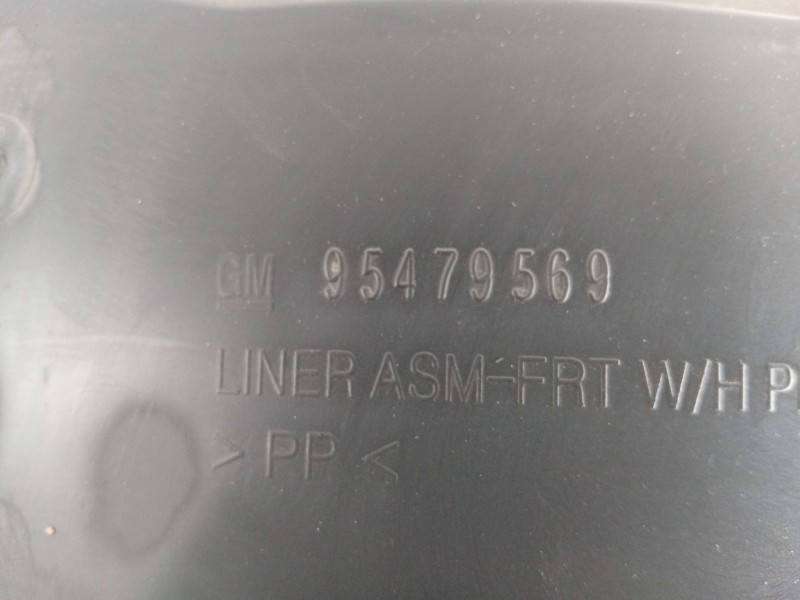 GM 95479569
LINER ASM-FRT W/H
>PP<